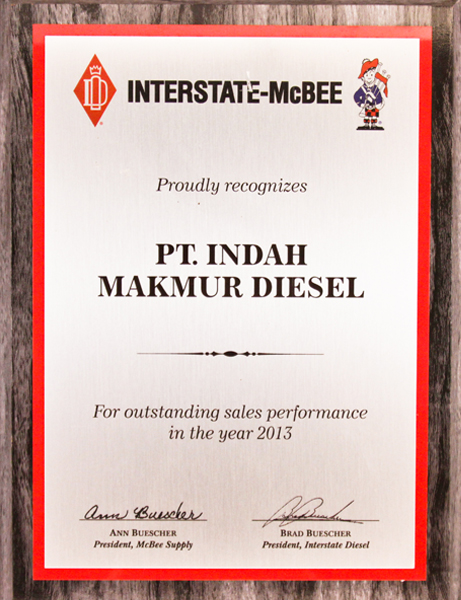 INTERSTATE-McBEE
Proudly recognizes
PT. INDAH
MAKMUR DIESEL
For outstanding sales performance
in the year 2013
Ann Buescher
ANN BUESCHER
President, McBee Supply
BRAD BUESCHER
President, Interstate Diesel